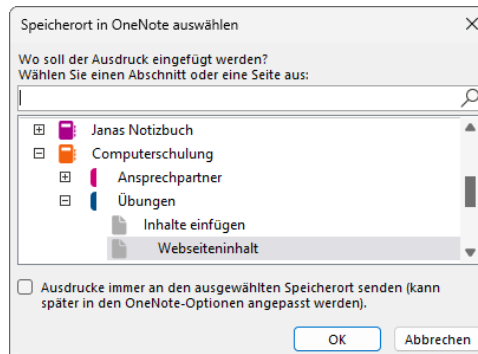 Speicherort in OneNote auswählen
Wo soll der Ausdruck eingefügt werden?
Wählen Sie einen Abschnitt oder eine Seite aus:
Janas Notizbuch
Computerschulung
Ansprechpartner
Übungen
Inhalte einfügen
Webseiteninhalt
Ausdrucke immer an den ausgewählten Speicherort senden (kann
später in den OneNote-Optionen angepasst werden).
OK
Abbrechen